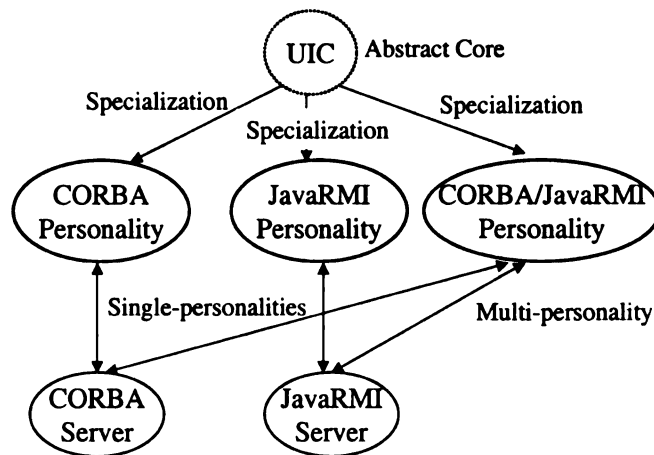 UIC
Abstract Core
Specialization
Specialization
Specialization
CORBA
Personality
JavaRMI
Personality
CORBA/JavaRMI
Personality
Single-personalities
Multi-personality
CORBA
Server
JavaRMI
Server